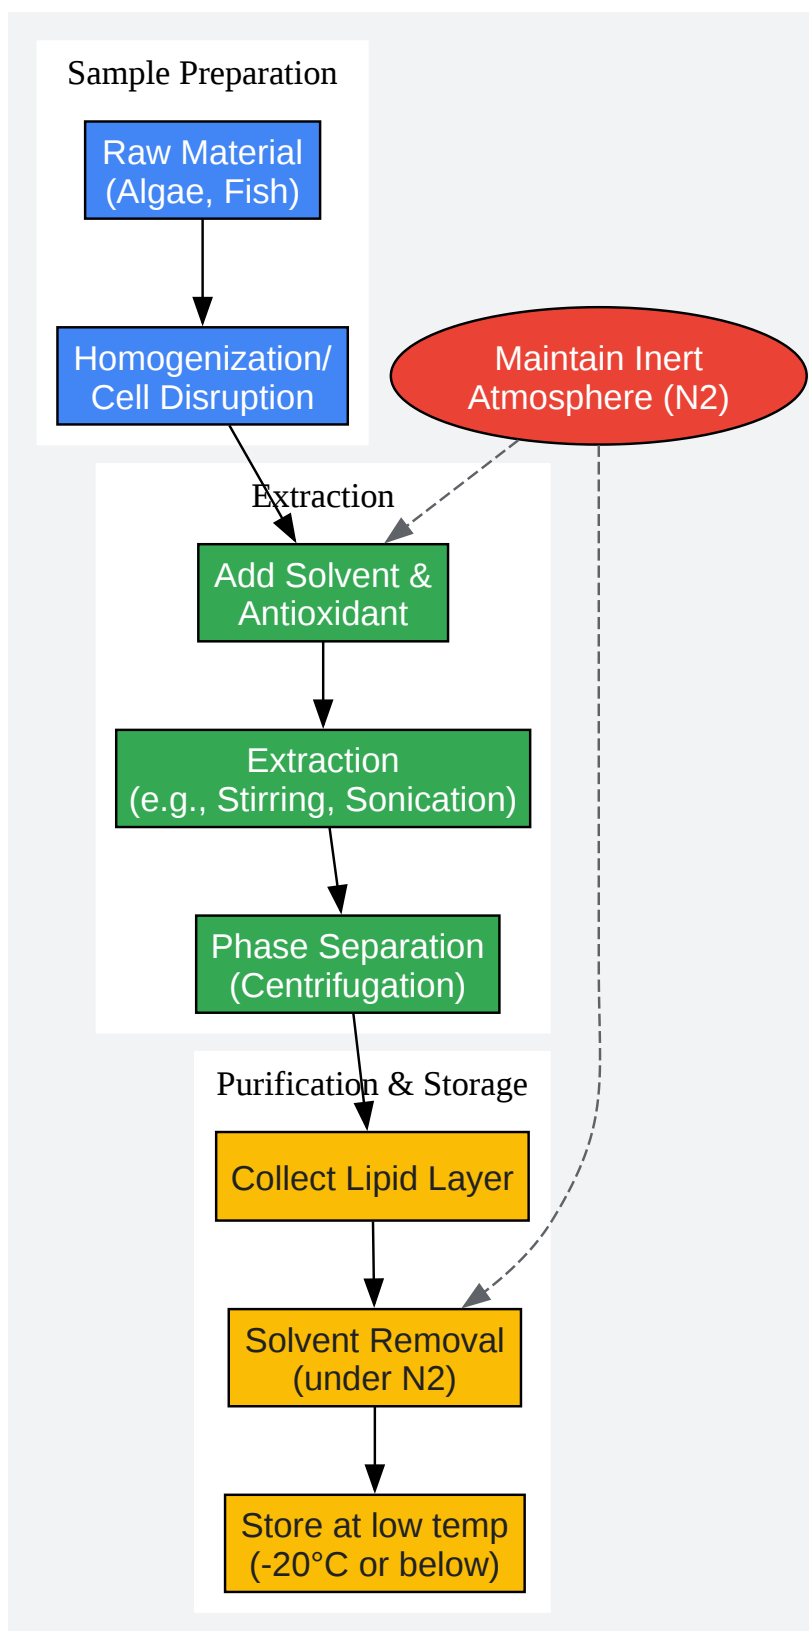 Sample Preparation
Raw Material
(Algae, Fish)
Homogenization/
Cell Disruption
Maintain Inert
Atmosphere (N2)
Extraction
Add Solvent &
Antioxidant
Extraction
(e.g., Stirring, Sonication)
Phase Separation
(Centrifugation)
Purification & Storage
Collect Lipid Layer
Solvent Removal
(under N2)
Store at low temp
(-20°C or below)